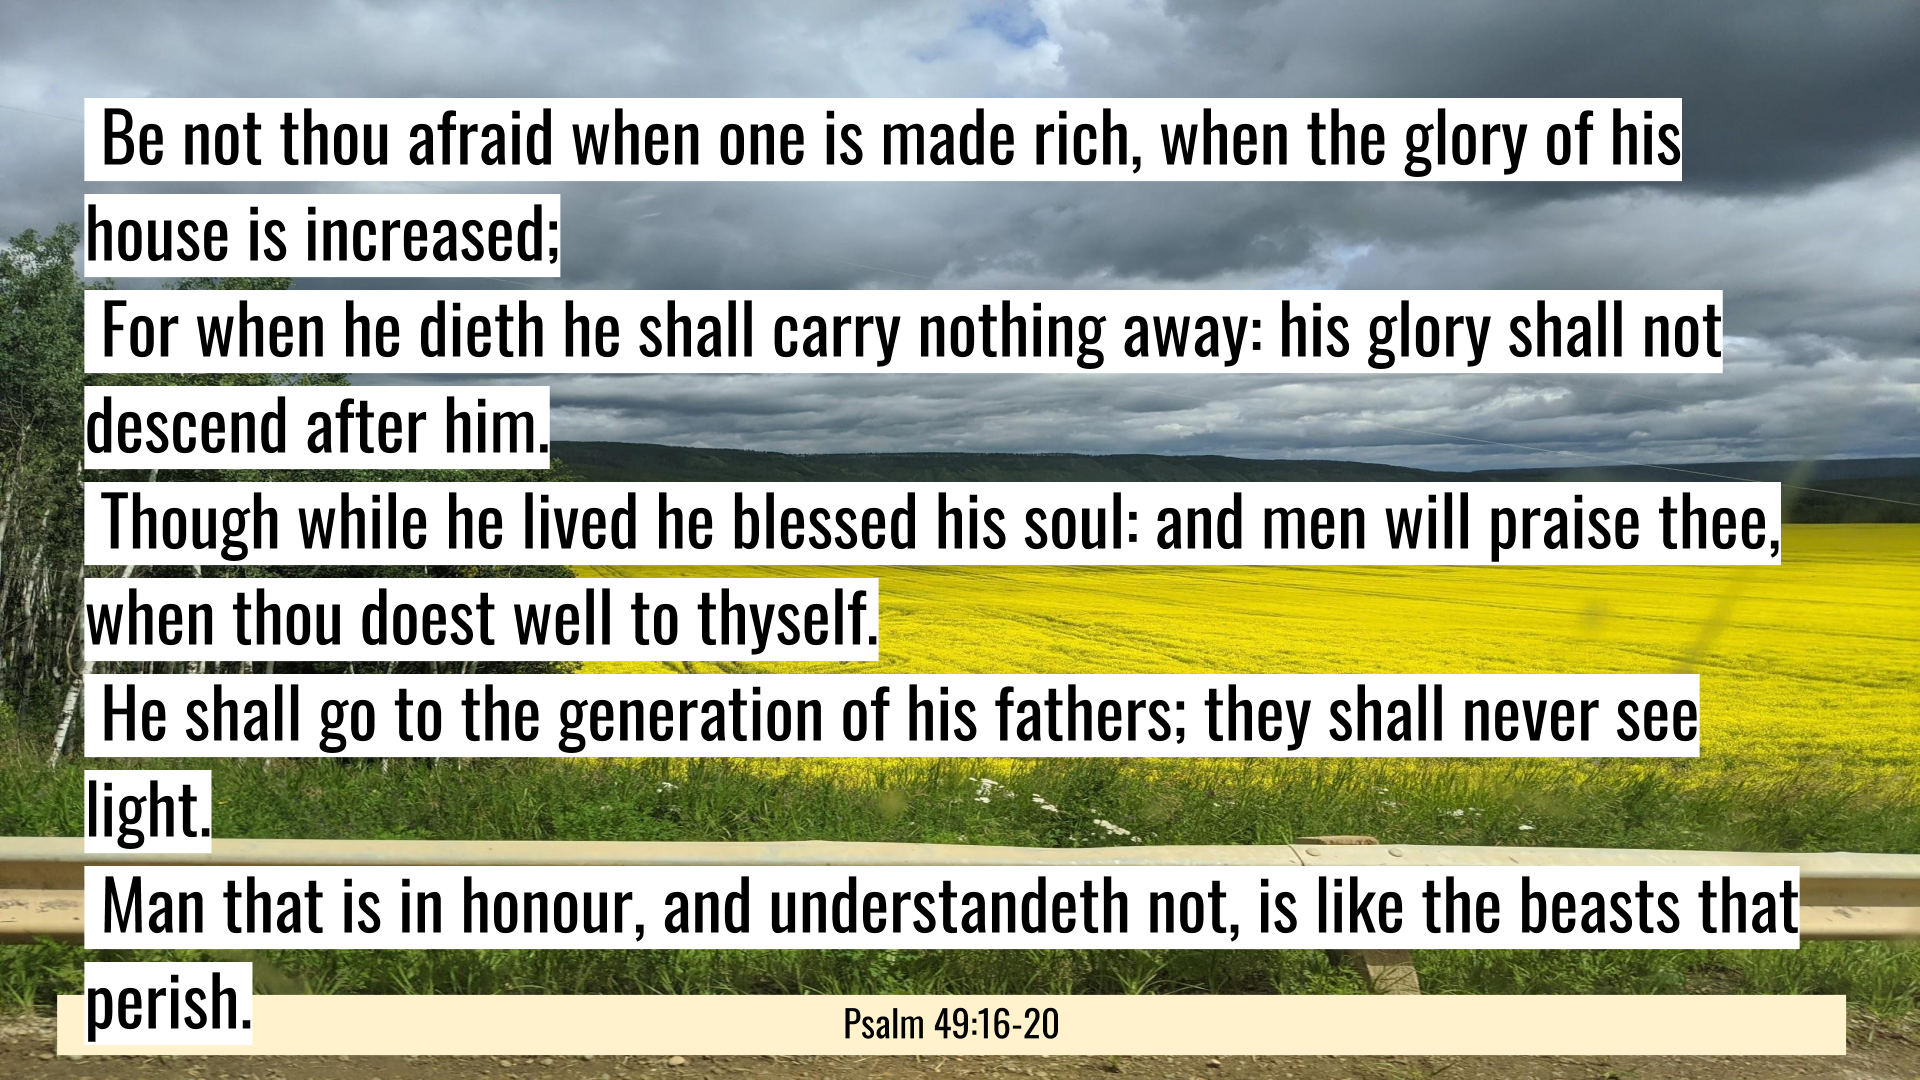 Be not thou afraid when one is made rich, when the glory of his
house is increased;
For when he dieth he shall carry nothing away: his glory shall not
descend after him.
Though while he lived he blessed his soul: and men will praise thee,
when thou doest well to thyself.
He shall go to the generation of his fathers; they shall never see
light.
Man that is in honour, and understandeth not, is like the beasts that
perish.
Psalm 49:16-20